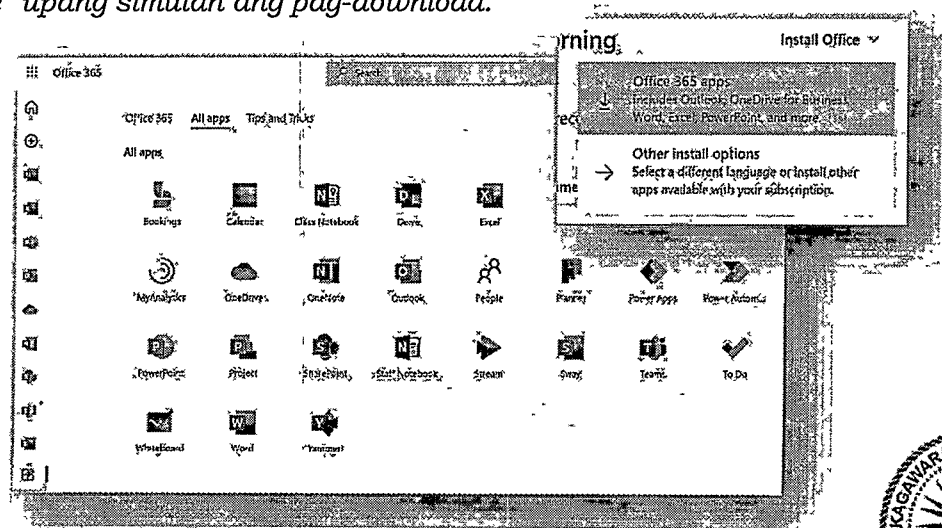 upang simulan ang pag-download.
rning
Install Office
Office 365
Search
Office 365 apps
Includes Outlook, OneDrive for Business,
Word, Excel, PowerPoint, and more.
Office 365 All apps Tips and Tricks
All apps
Other install options
Select a different language or install other
apps available with your subscription.
Bookings Calendar Class Notebook Excel
MyAnalytics OneDrive OneNote Outlook People Planner Power Apps Power Automate
PowerPoint Project SharePoint Staff Notebook Stream Sway Teams To Do
Whiteboard Word Yammer
KAGAWAR